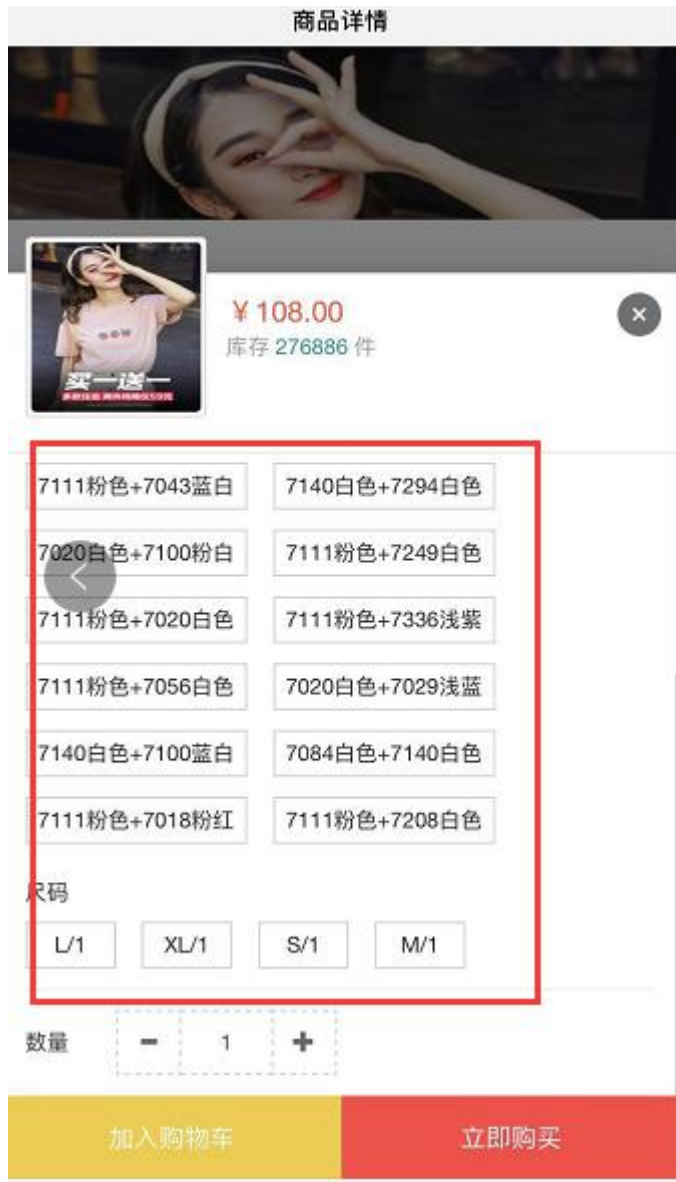 商品详情
¥108.00
库存 276886 件
买一送一
7111粉色+7043蓝白 7140白色+7294白色
7020白色+7100粉白 7111粉色+7249白色
7111粉色+7020白色 7111粉色+7336浅紫
7111粉色+7056白色 7020白色+7029浅蓝
7140白色+7100蓝白 7084白色+7140白色
7111粉色+7018粉红 7111粉色+7208白色
尺码
L/1 XL/1 S/1 M/1
数量 - 1 +
加入购物车 立即购买